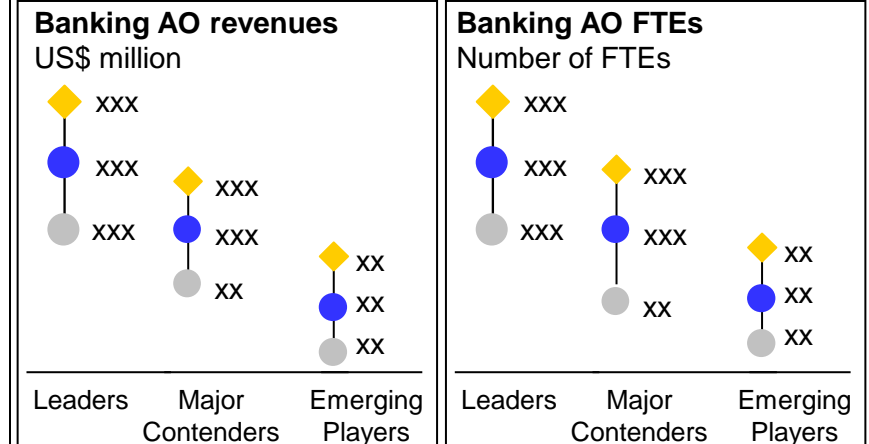 Banking AO revenues
US$ million
xxx
xxx
xxx
xxx
xxx
xx
xx
xx
xx
Leaders
Major Contenders
Emerging Players
Banking AO FTEs
Number of FTEs
xxx
xxx
xxx
xxx
xxx
xx
xx
xx
xx
Leaders
Major Contenders
Emerging Players